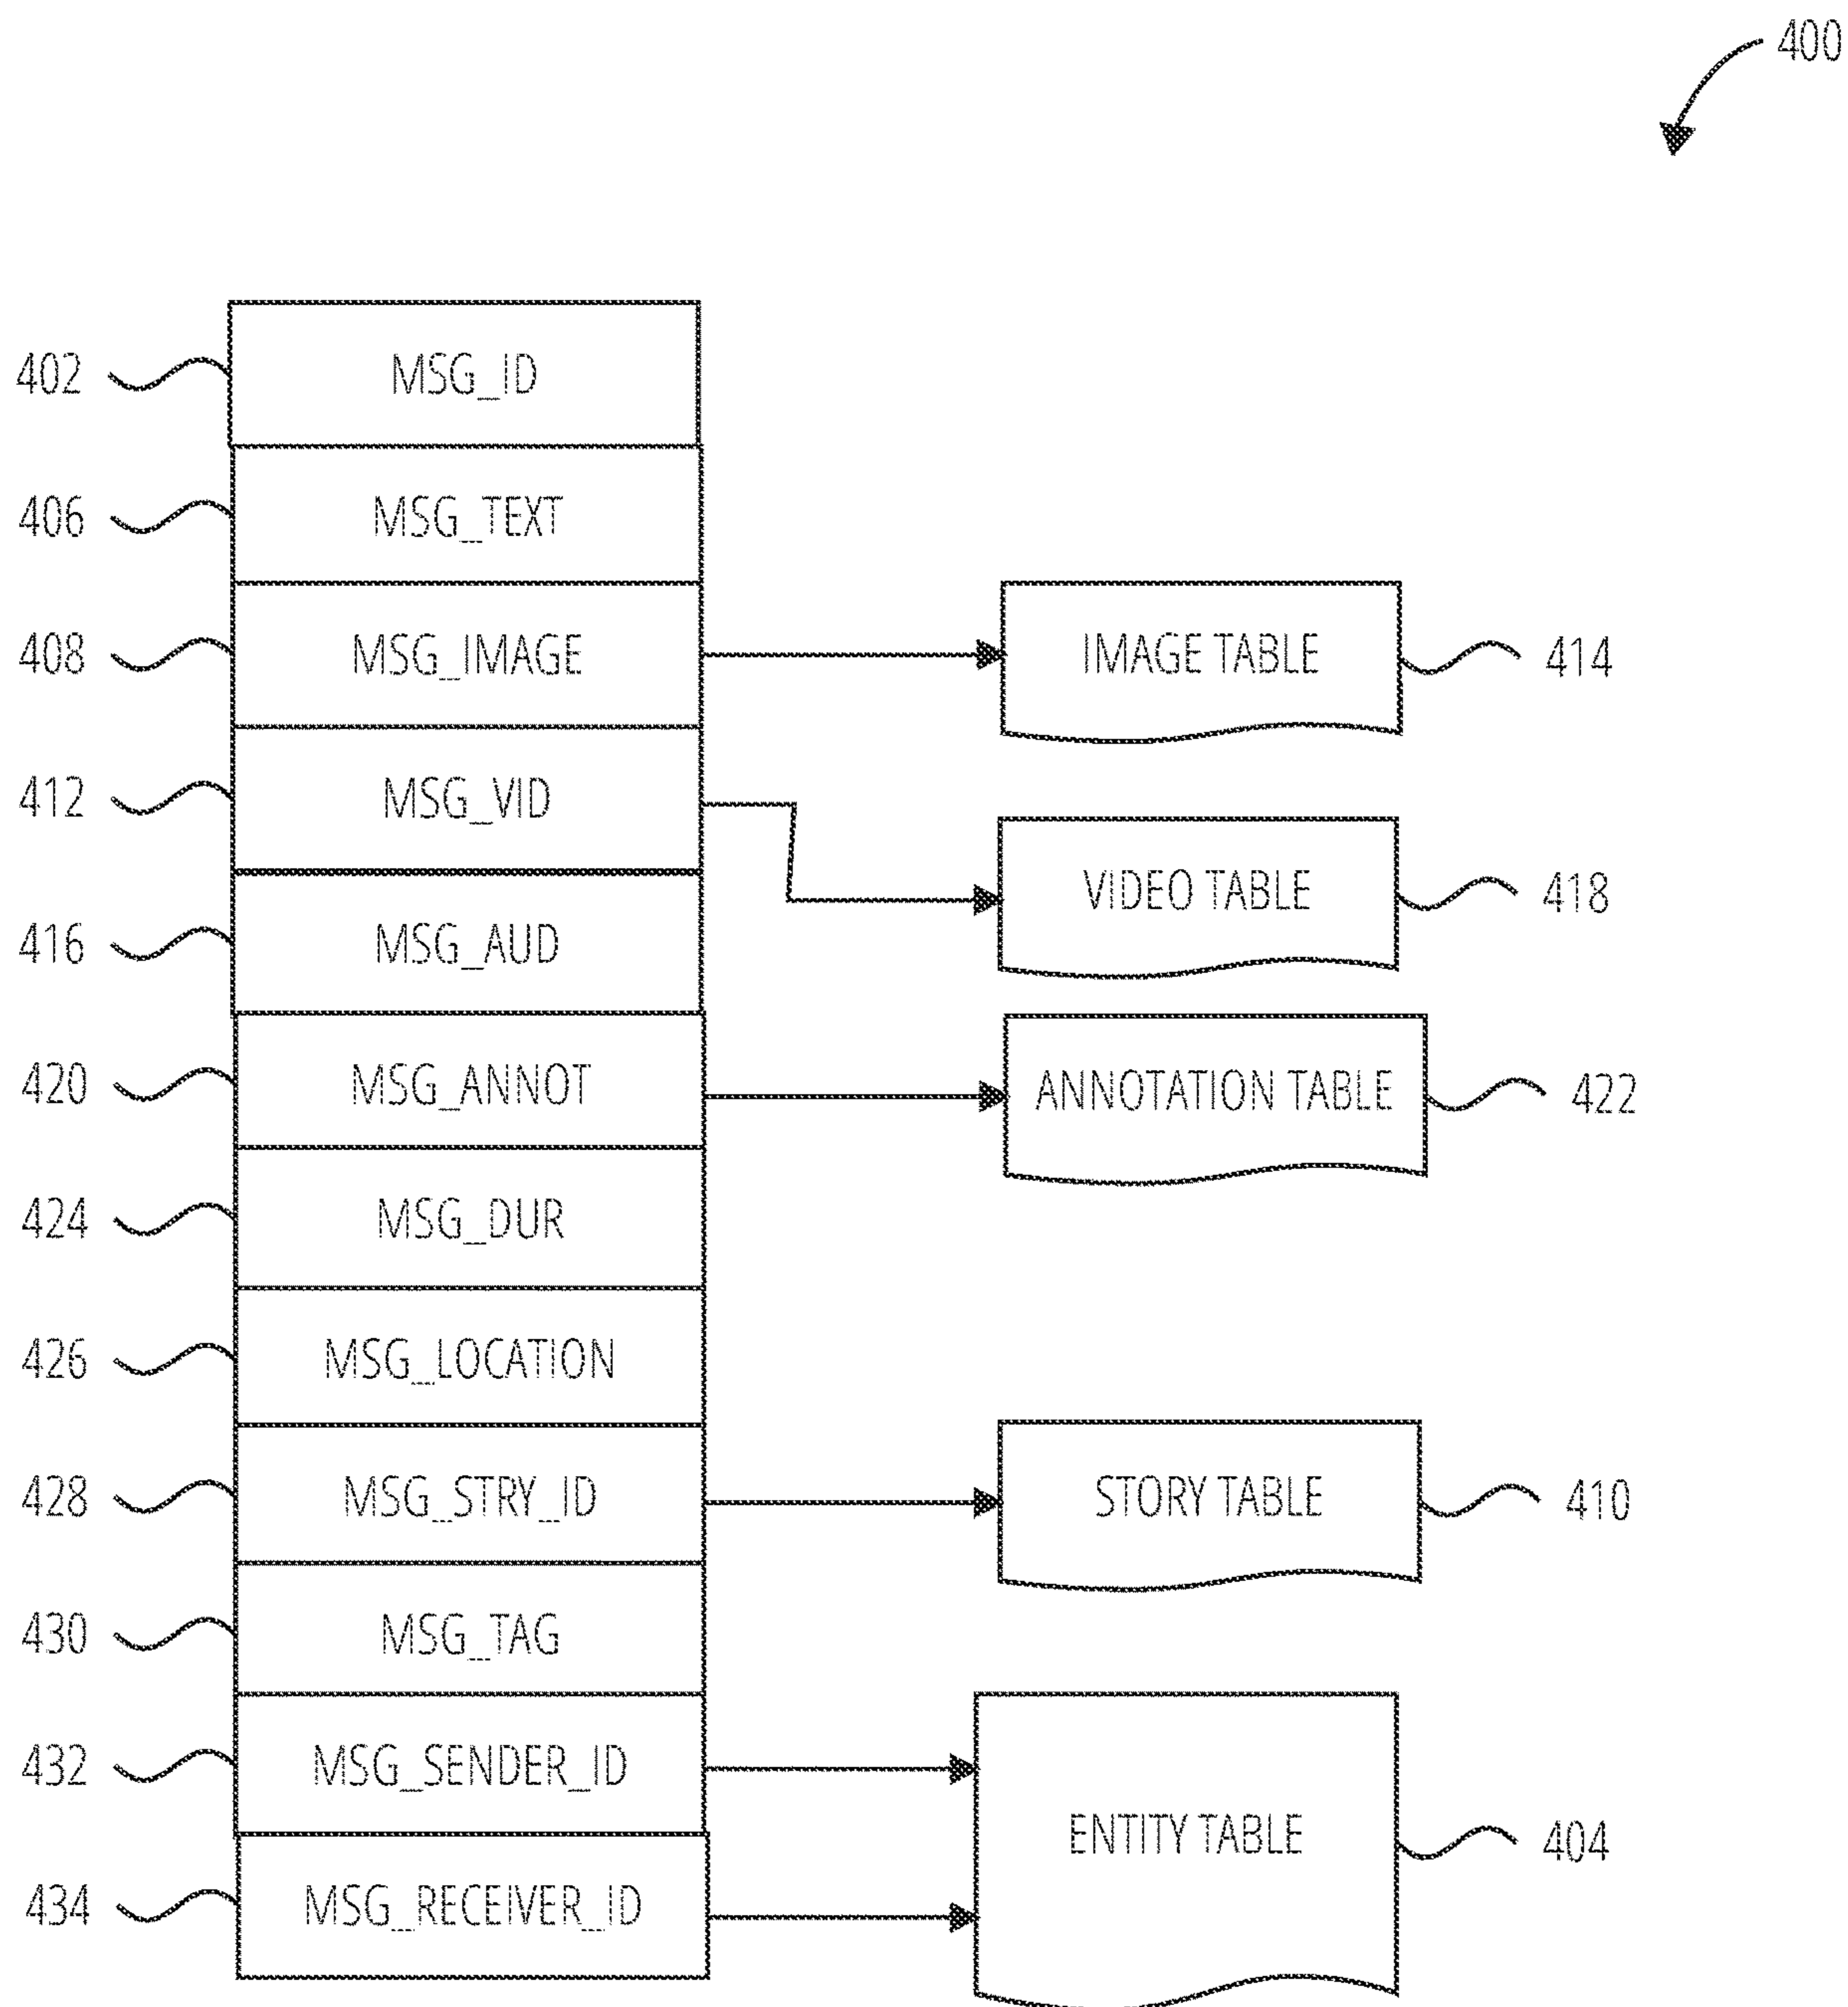 400
402 MSG_ID
406 MSG_TEXT
408 MSG_IMAGE IMAGE TABLE 414
412 MSG_VID VIDEO TABLE 418
416 MSG_AUD
420 MSG_ANNOT ANNOTATION TABLE 422
424 MSG_DUR
426 MSG_LOCATION
428 MSG_STRY_ID STORY TABLE 410
430 MSG_TAG
432 MSG_SENDER_ID
ENTITY TABLE 404
434 MSG_RECEIVER_ID